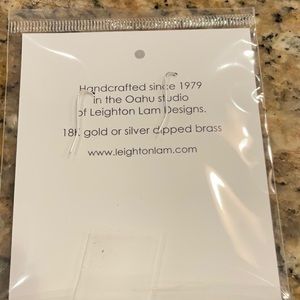 Handcrafted since 1979
in the Oahu studio
of Leighton Lam Designs.
18K gold or silver dipped brass
www.leightonlam.com